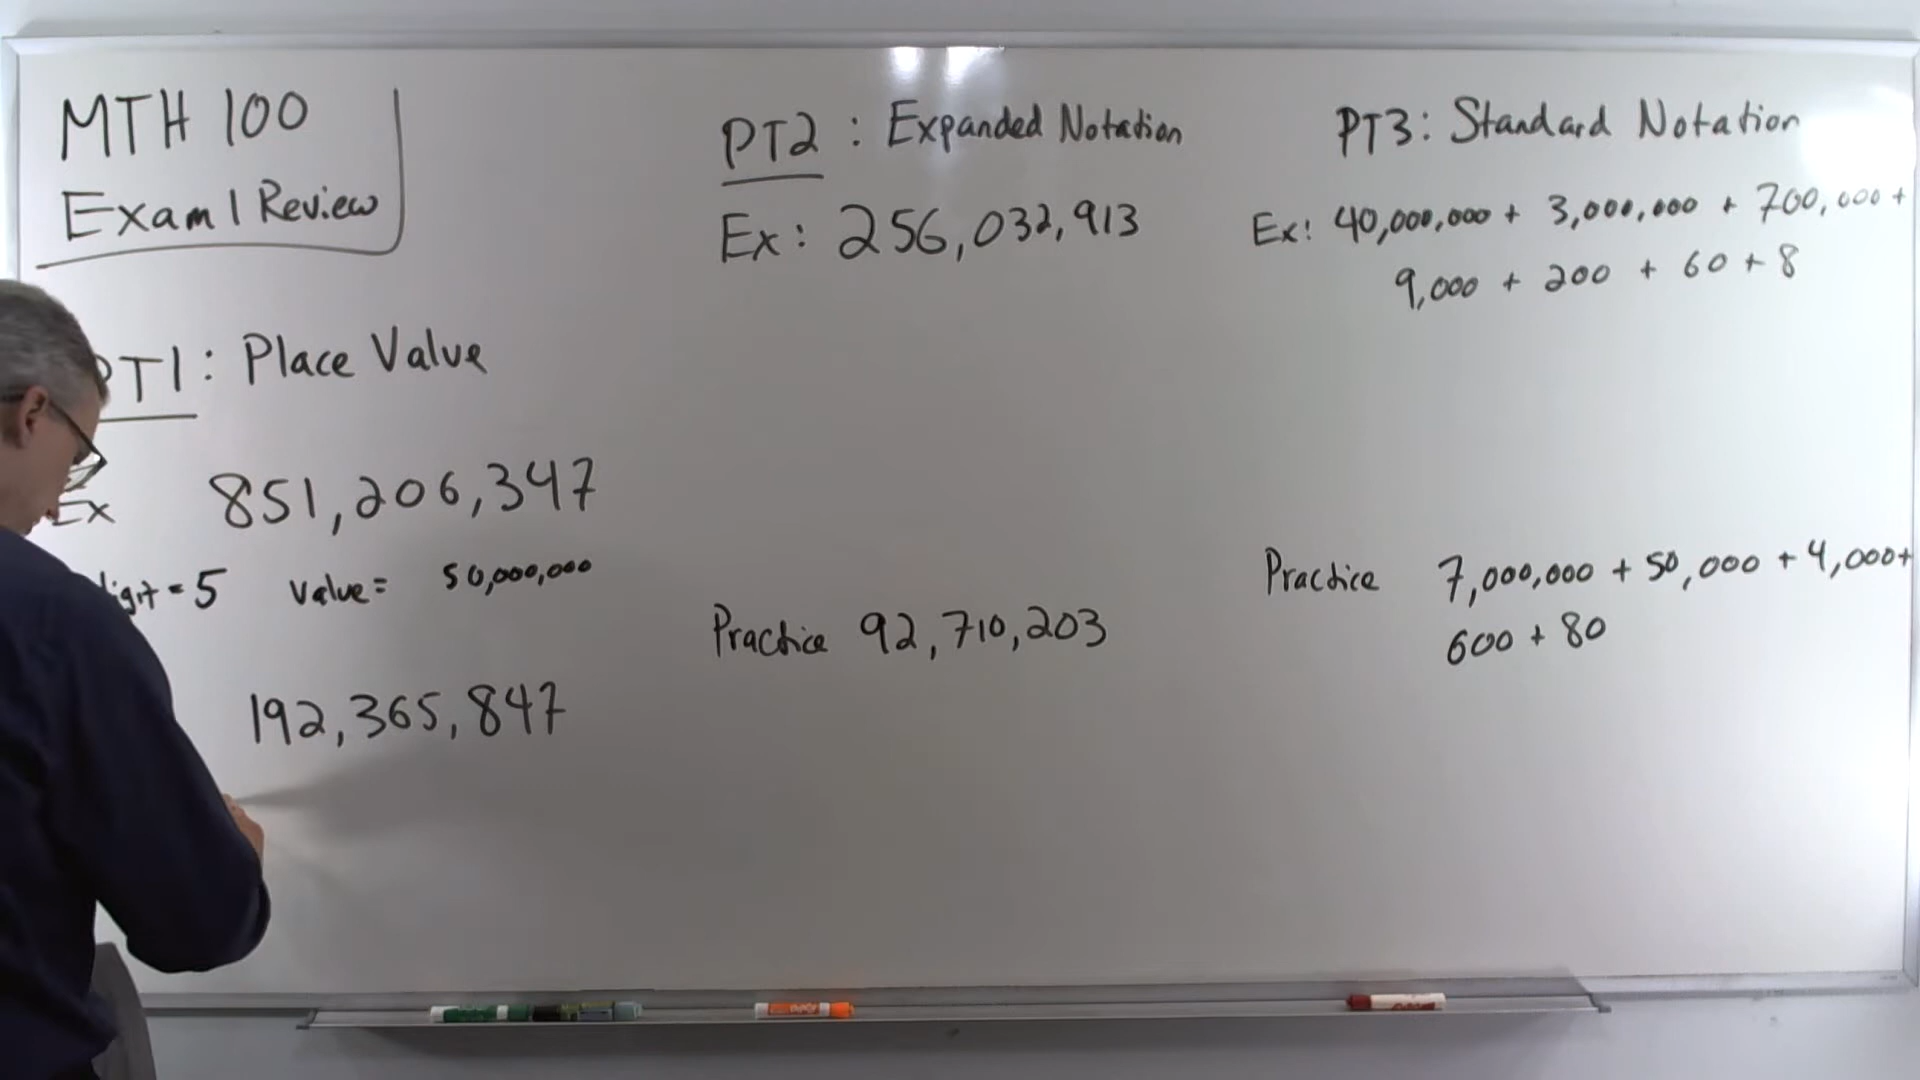 MTH 100
Exam 1 Review
PT1: Place Value
Ex 851,206,347
digit = 5 Value = 50,000,000
192,365,847
PT2: Expanded Notation
Ex: 256,032,913
Practice 92,710,203
PT3: Standard Notation
Ex: 40,000,000 + 3,000,000 + 700,000 +
9,000 + 200 + 60 + 8
Practice 7,000,000 + 50,000 + 4,000+
600 + 80